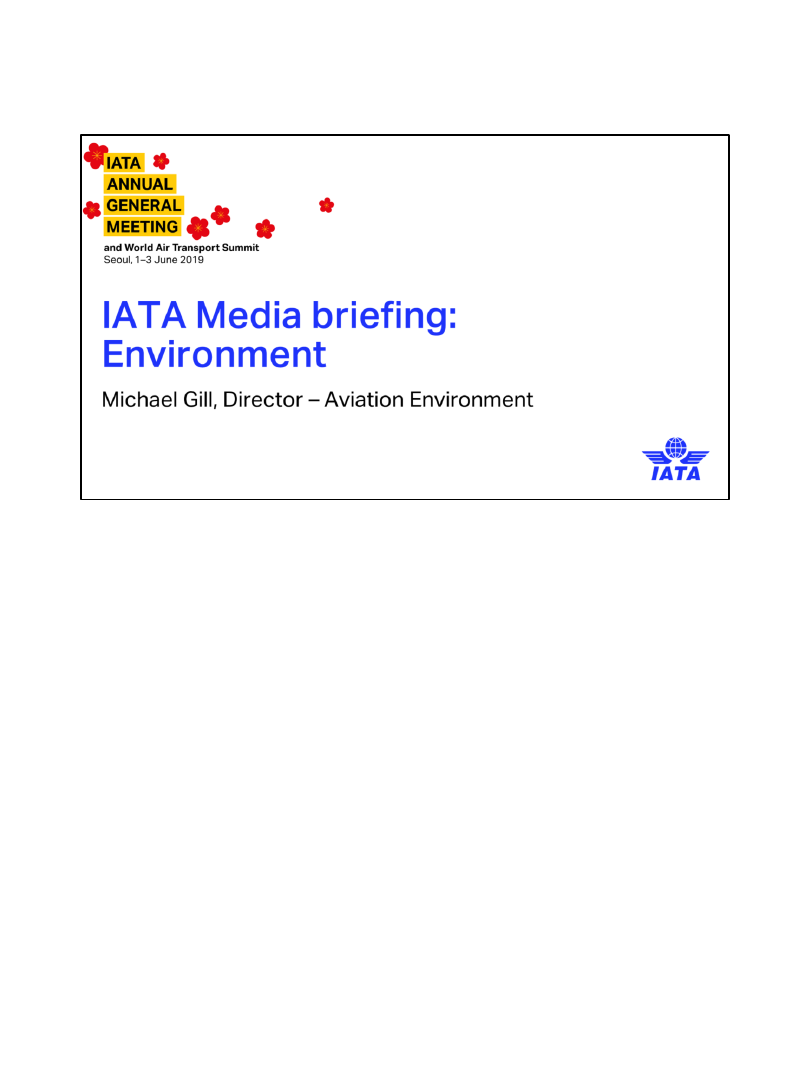 IATA
ANNUAL
GENERAL
MEETING
and World Air Transport Summit
Seoul, 1–3 June 2019
IATA Media briefing:
Environment
Michael Gill, Director – Aviation Environment
IATA